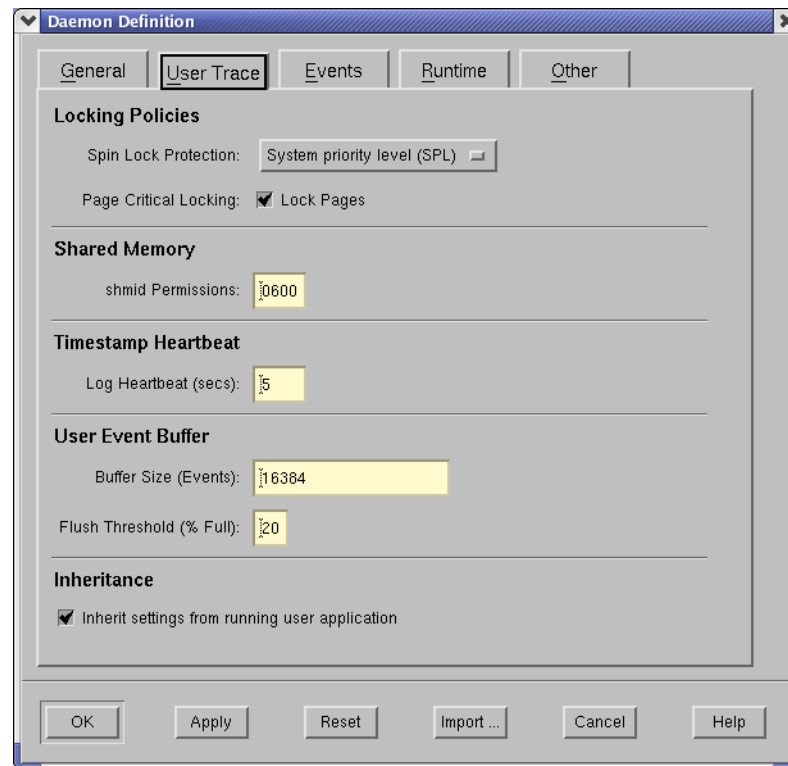 Daemon Definition
General User Trace Events Runtime Other
Locking Policies
Spin Lock Protection: System priority level (SPL)
Page Critical Locking: Lock Pages
Shared Memory
shmid Permissions: 0600
Timestamp Heartbeat
Log Heartbeat (secs): 5
User Event Buffer
Buffer Size (Events): 16384
Flush Threshold (% Full): 20
Inheritance
Inherit settings from running user application
OK Apply Reset Import ... Cancel Help